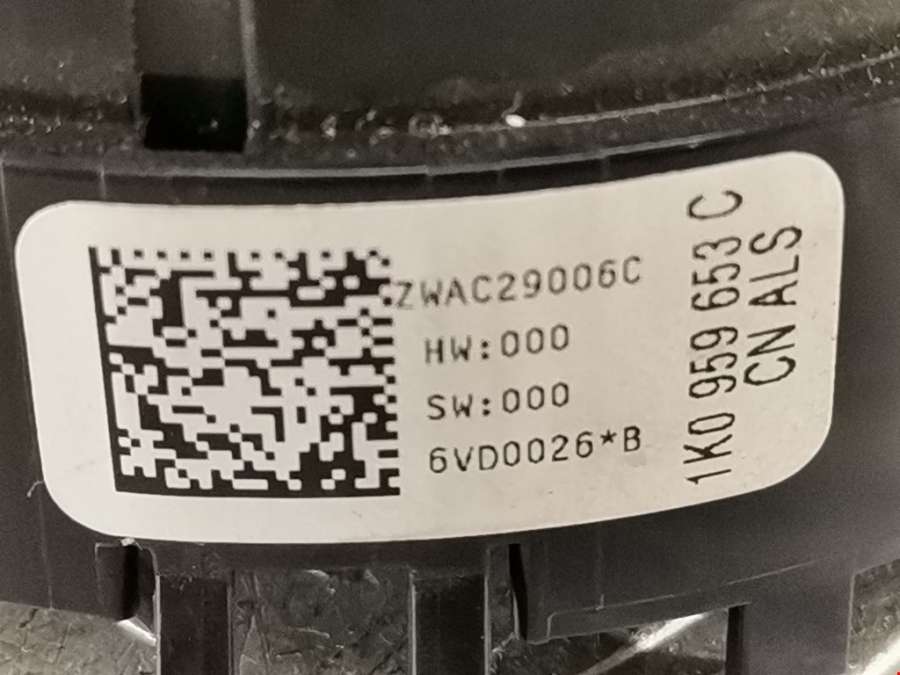 ZWAC29006C
HW:000
SW:000
6VD0026*B
1K0 959 653 C
CN ALS